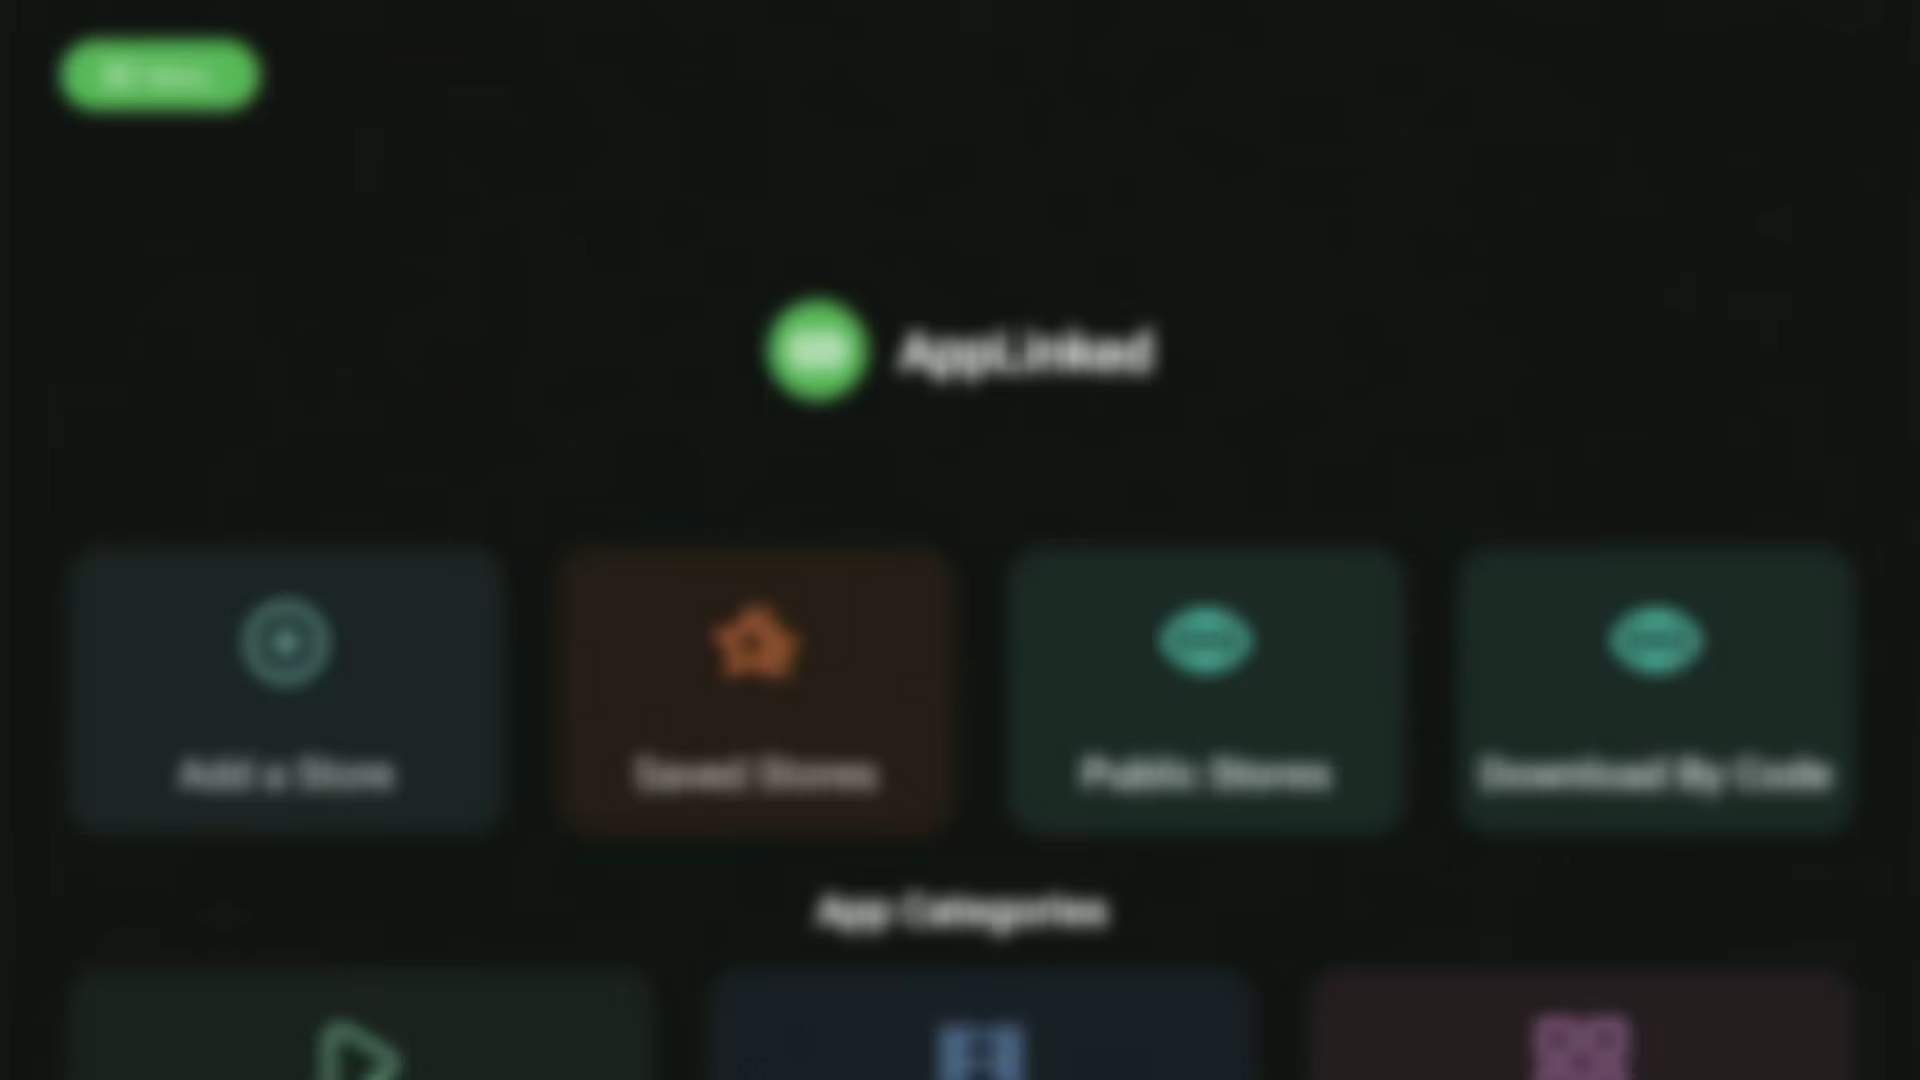 AppLinked
Add a Store
Saved Stores
Public Stores
Download By Code
App Categories